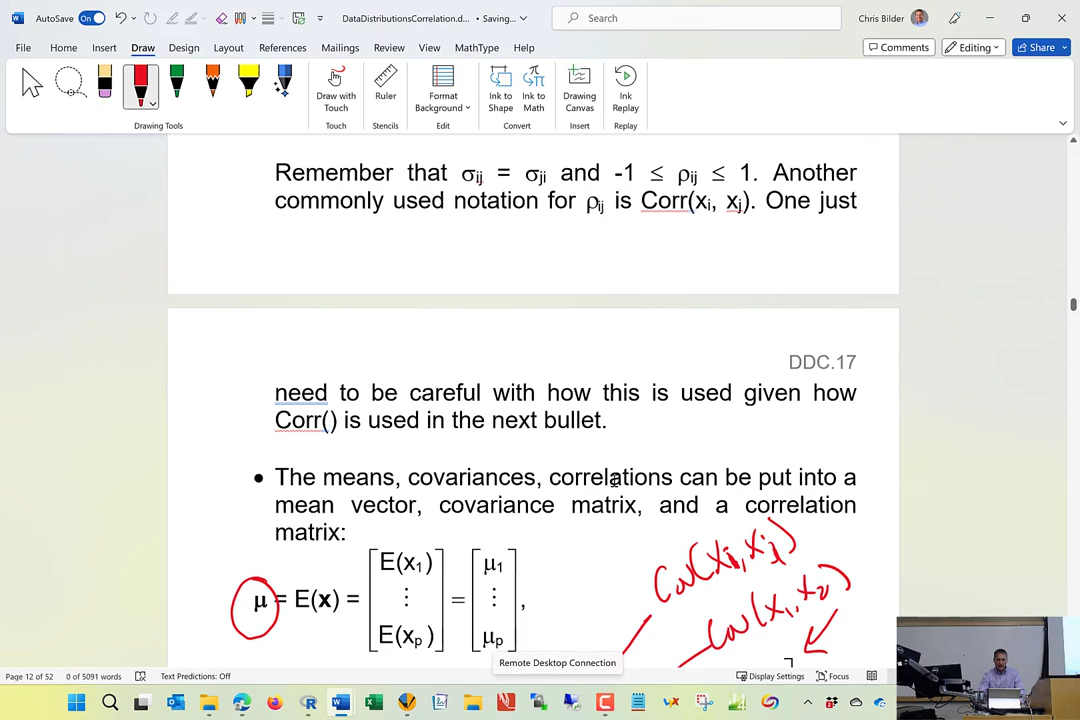 AutoSave On DataDistributionsCorrelation.d... • Saving... Search Chris Bilder
File Home Insert Draw Design Layout References Mailings Review View MathType Help Comments Editing Share
Draw with Touch Ruler Format Background Ink to Shape Ink to Math Drawing Canvas Ink Replay
Drawing Tools Touch Stencils Edit Convert Insert Replay
Remember that σij = σji and -1 ≤ ρij ≤ 1. Another
commonly used notation for ρij is Corr(xi, xj). One just
DDC.17
need to be careful with how this is used given how
Corr() is used in the next bullet.
• The means, covariances, correlations can be put into a
mean vector, covariance matrix, and a correlation
matrix:
Cov(xi, xj)
Cov(x1, x2)
μ = E(x) = [E(x1) ⋮ E(xp)] = [μ1 ⋮ μp],
Remote Desktop Connection
Page 12 of 52 0 of 5091 words Text Predictions: Off Display Settings Focus